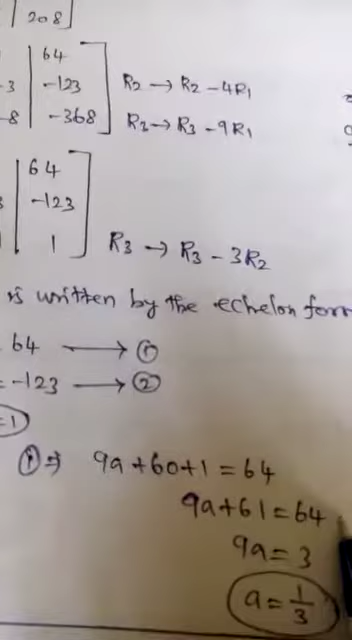 208]
64
-3 | -123 R2 → R2 - 4R1
-8 | -368 R3 → R3 - 9R1
64
-123
1 R3 → R3 - 3R2
is written by the echelon form
64 → ①
= -123 → ②
=1
①⇒ 9a+60+1=64
9a+61=64
9a=3
a=1/3